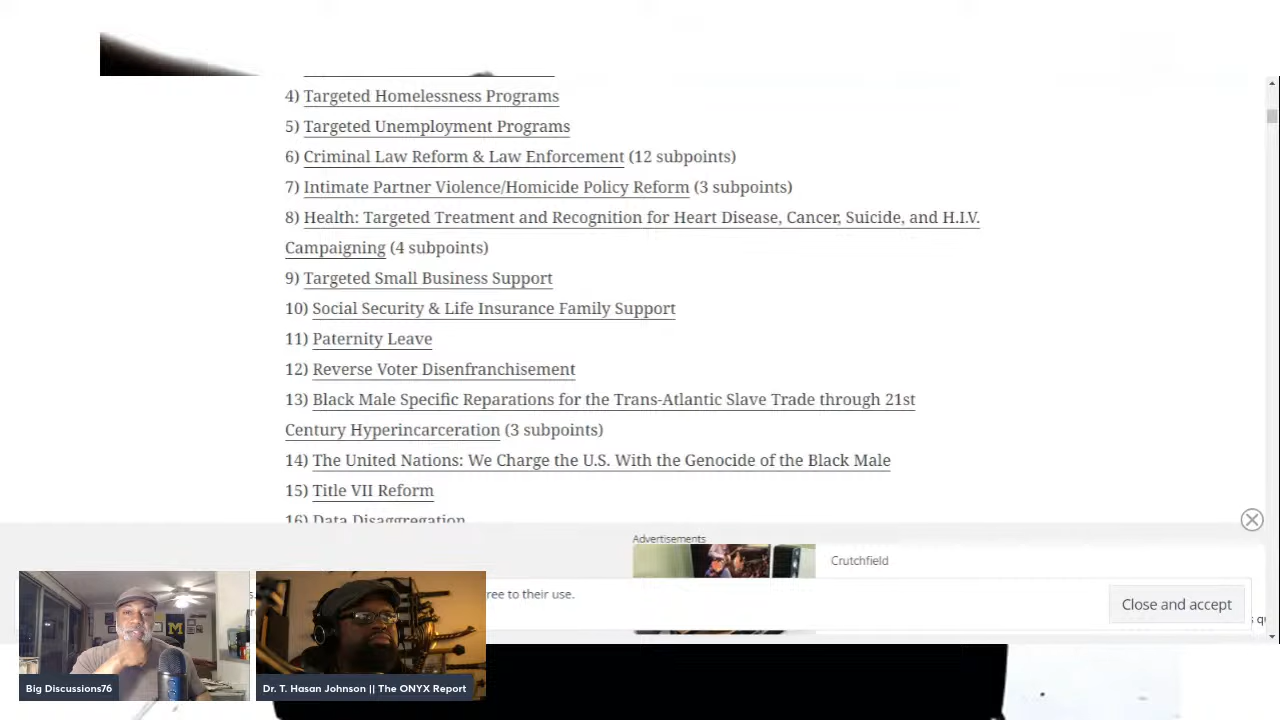 4) Targeted Homelessness Programs
5) Targeted Unemployment Programs
6) Criminal Law Reform & Law Enforcement (12 subpoints)
7) Intimate Partner Violence/Homicide Policy Reform (3 subpoints)
8) Health: Targeted Treatment and Recognition for Heart Disease, Cancer, Suicide, and H.I.V.
Campaigning (4 subpoints)
9) Targeted Small Business Support
10) Social Security & Life Insurance Family Support
11) Paternity Leave
12) Reverse Voter Disenfranchisement
13) Black Male Specific Reparations for the Trans-Atlantic Slave Trade through 21st
Century Hyperincarceration (3 subpoints)
14) The United Nations: We Charge the U.S. With the Genocide of the Black Male
15) Title VII Reform
16) Data Disaggregation
Advertisements
Crutchfield
to their use.
Close and accept
M
Big Discussions76
Dr. T. Hasan Johnson || The ONYX Report